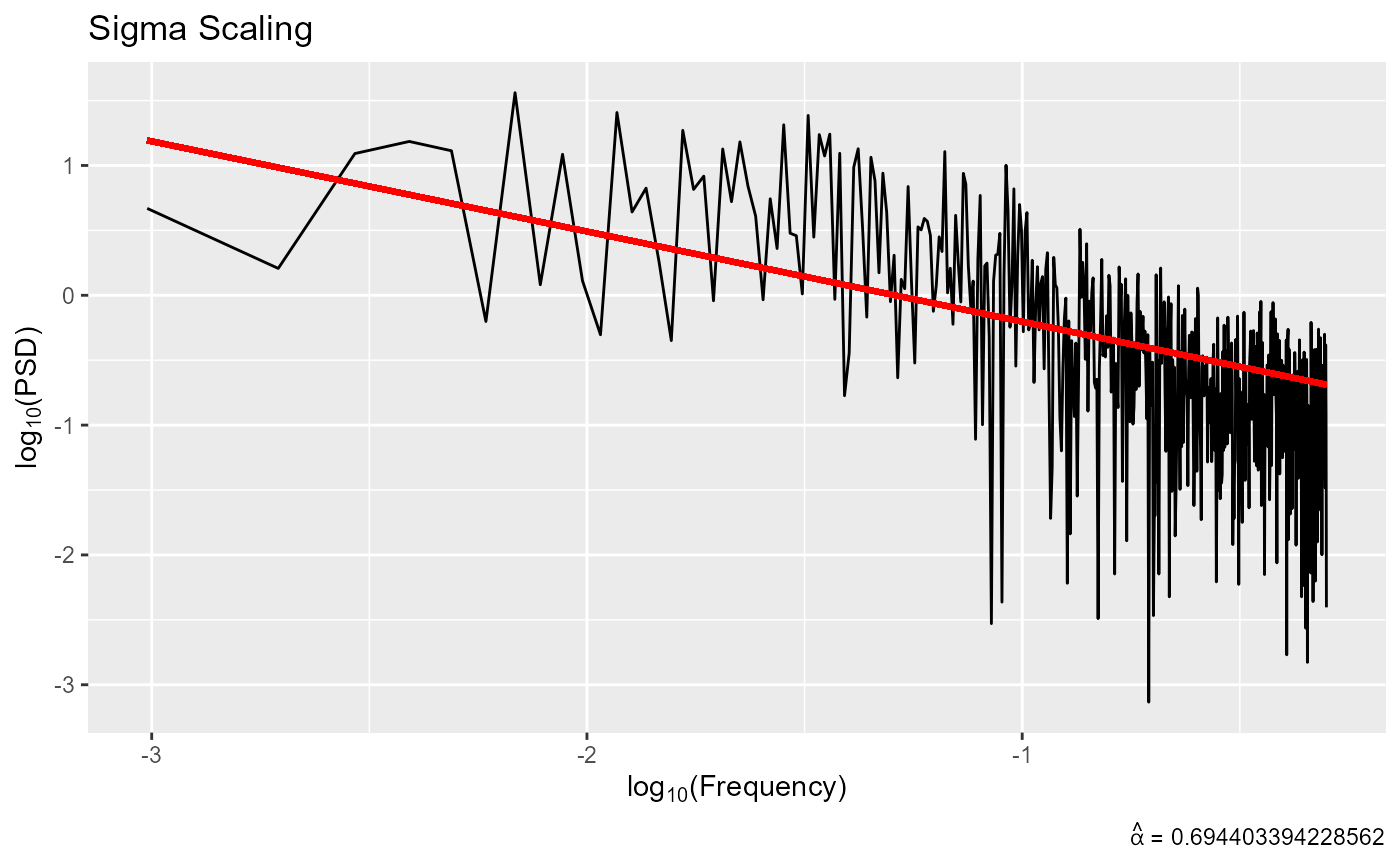 Sigma Scaling
log₁₀(PSD)
1
0
-1
-2
-3
-3
-2
-1
log₁₀(Frequency)
α̂ = 0.694403394228562